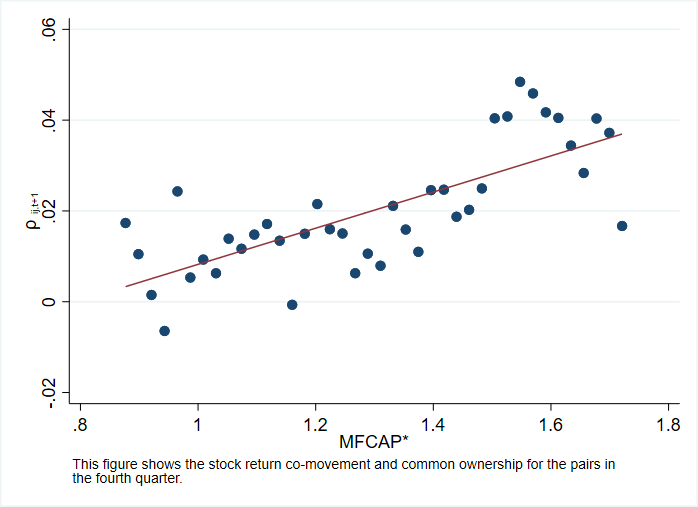 .06
.04
.02
0
-.02
ρ ij,t+1
.8
1
1.2
1.4
1.6
1.8
MFCAP*
This figure shows the stock return co-movement and common ownership for the pairs in
the fourth quarter.